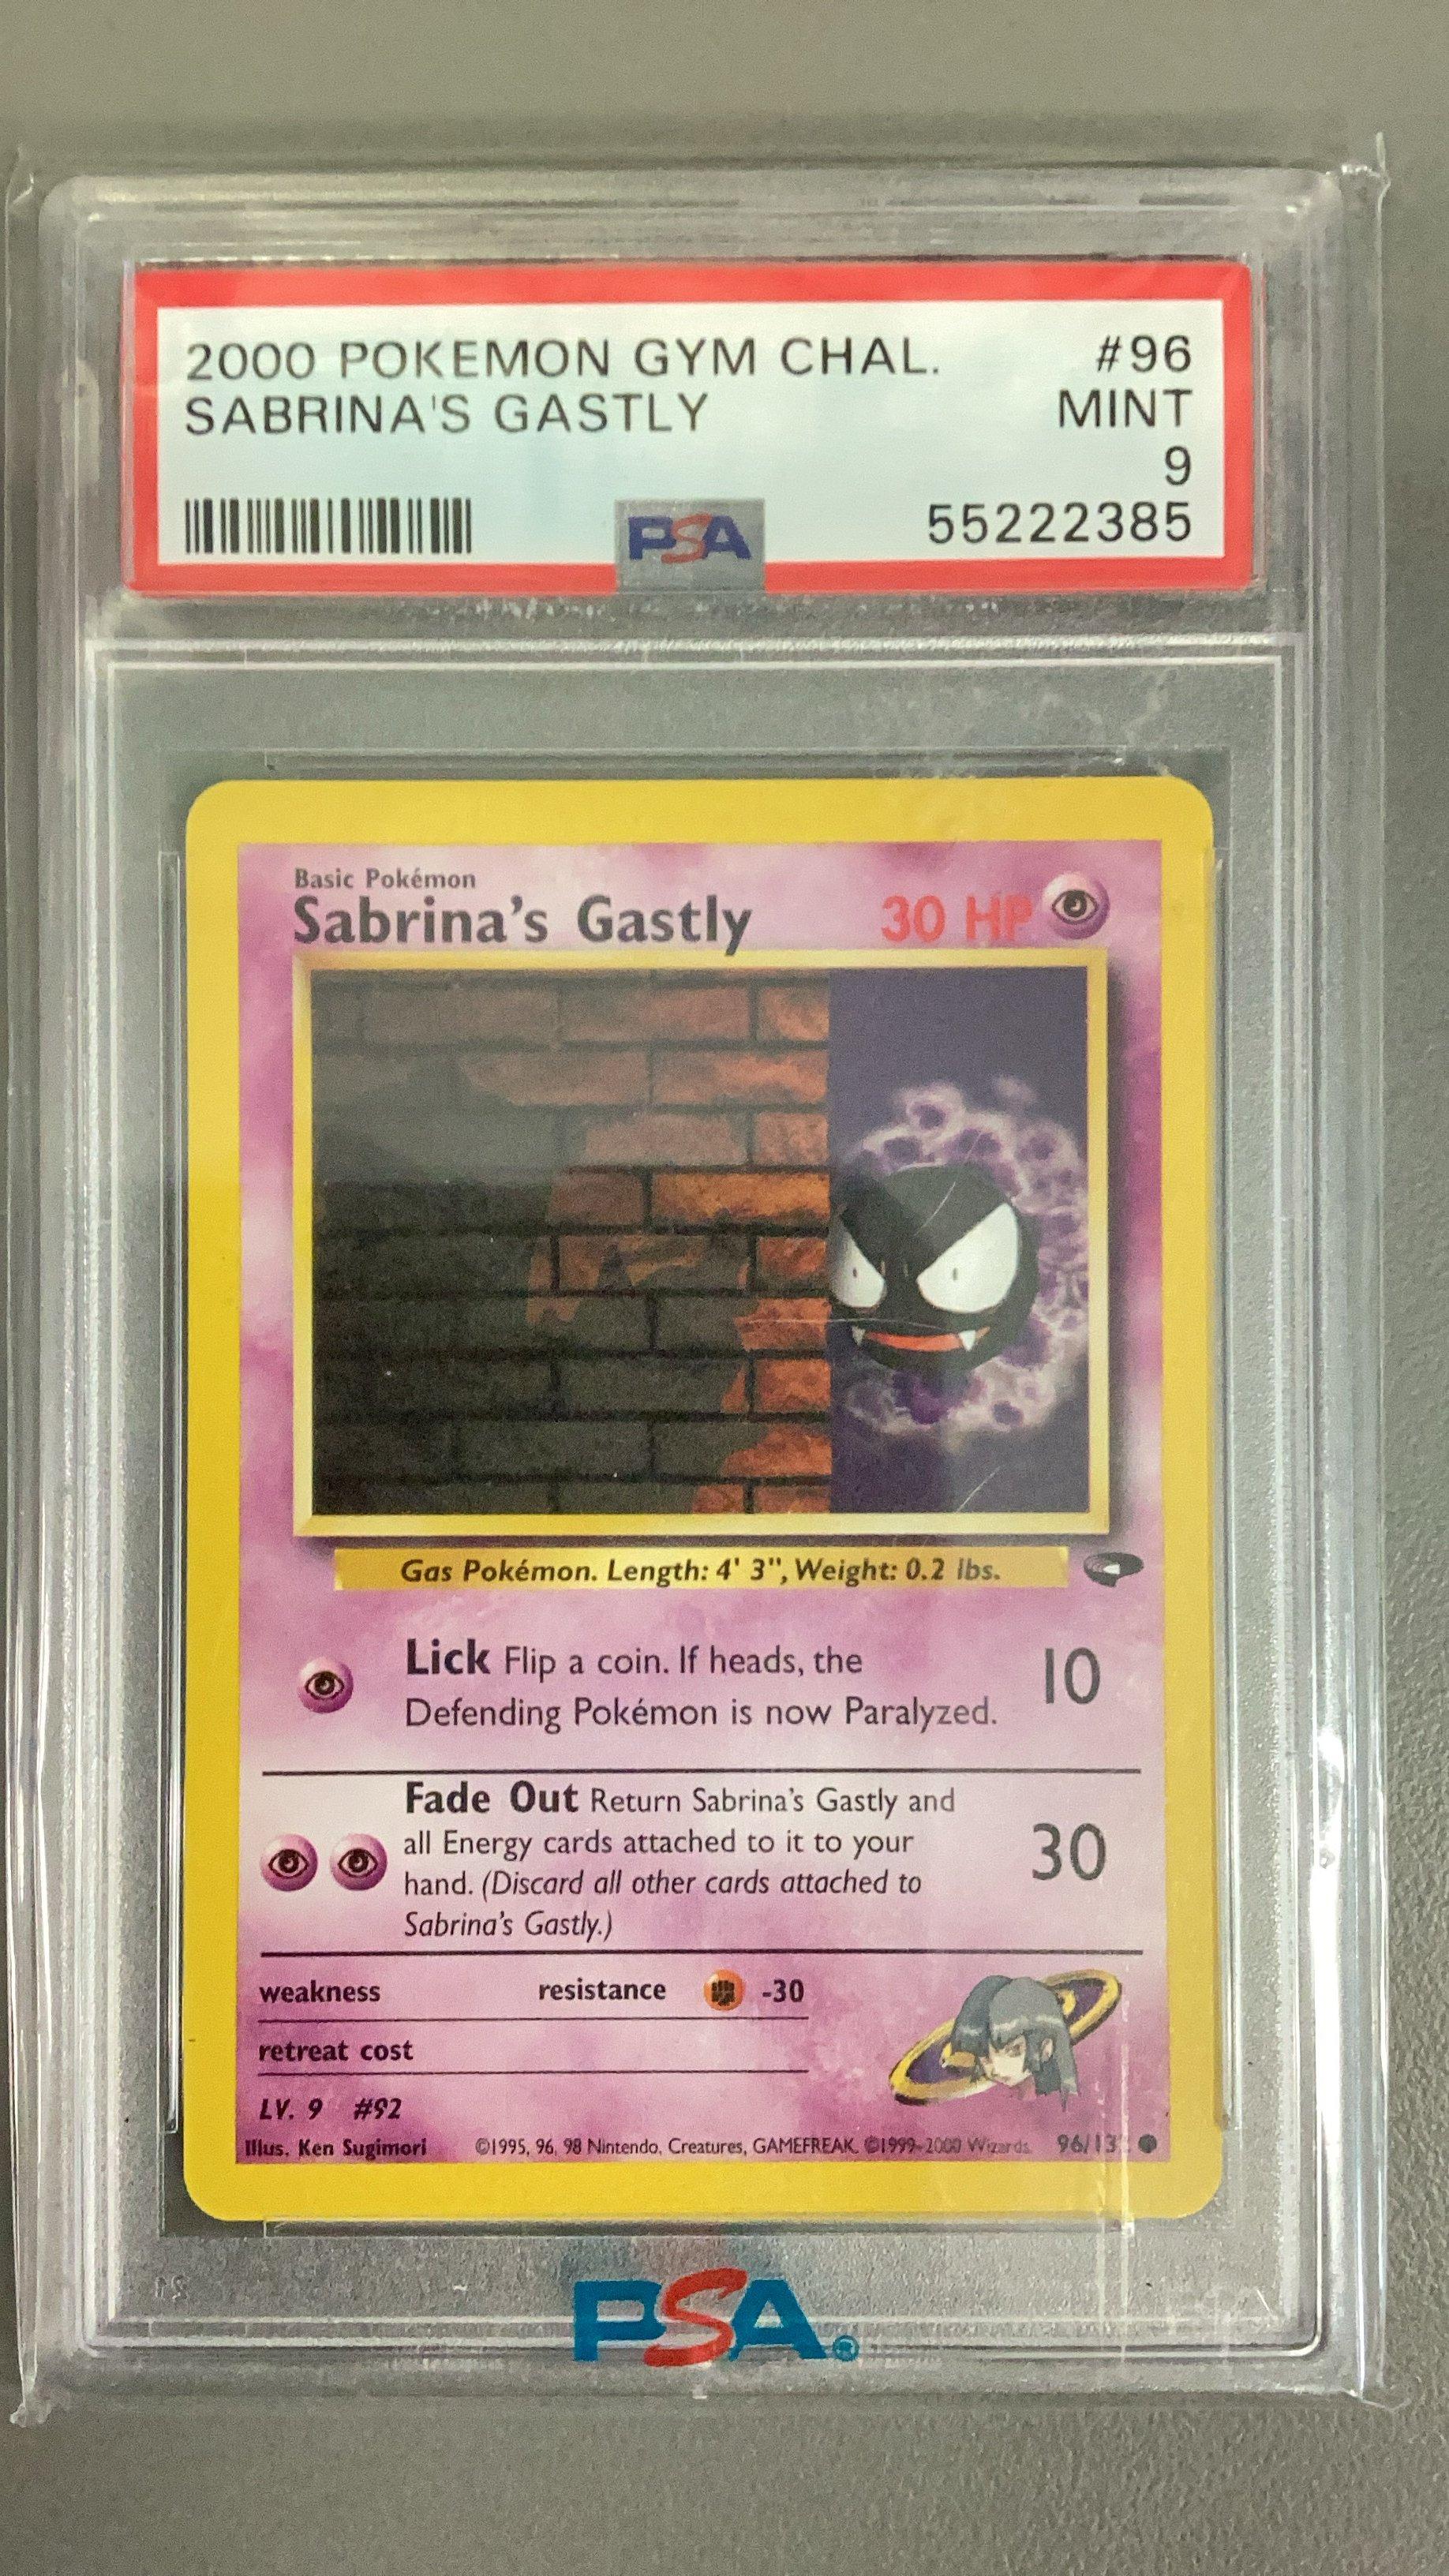 2000 POKEMON GYM CHAL. #96
SABRINA'S GASTLY MINT
9
PSA 55222385
Basic Pokémon
Sabrina's Gastly 30 HP
Gas Pokémon. Length: 4' 3", Weight: 0.2 lbs.
Lick Flip a coin. If heads, the
Defending Pokémon is now Paralyzed. 10
Fade Out Return Sabrina's Gastly and
all Energy cards attached to it to your
hand. (Discard all other cards attached to
Sabrina's Gastly.) 30
weakness resistance -30
retreat cost
LV. 9 #92
Illus. Ken Sugimori ©1995, 96, 98 Nintendo, Creatures, GAMEFREAK. ©1999-2000 Wizards.
PSA®